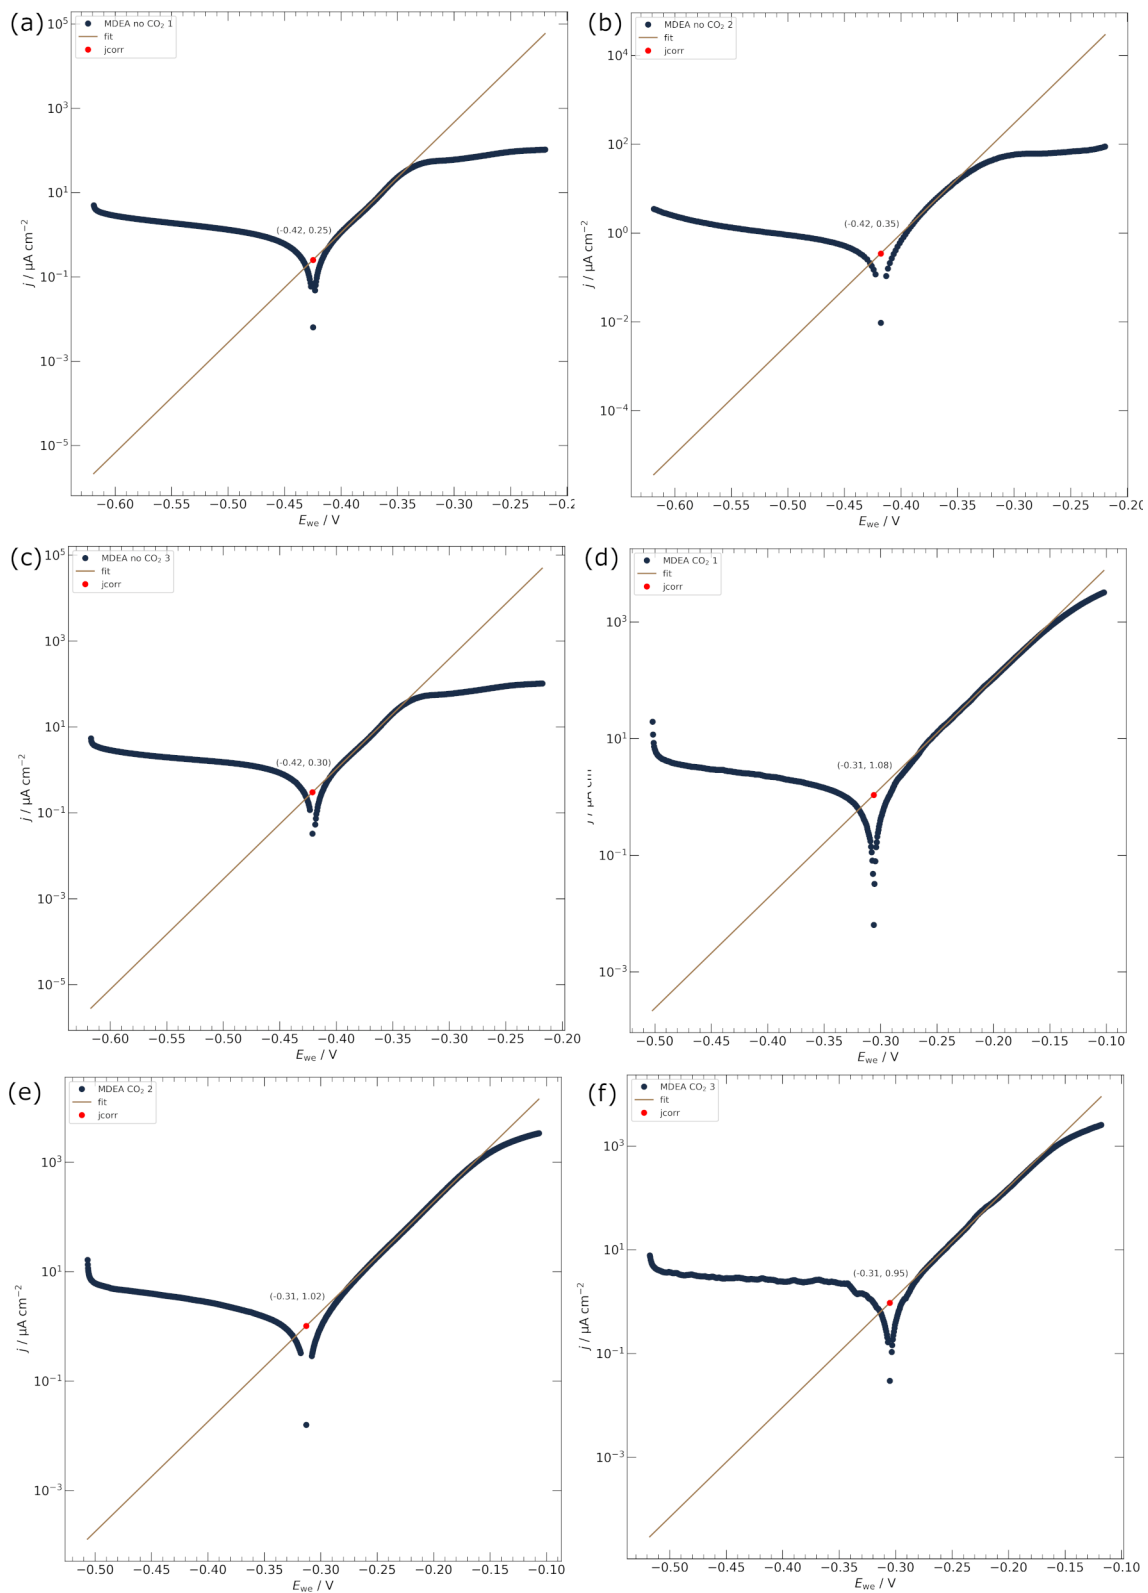 (a)
MDEA no CO₂ 1
fit
jcorr
10⁵
10³
10¹
10⁻¹
10⁻³
10⁻⁵
j / μA cm⁻²
(-0.42, 0.25)
−0.60 −0.55 −0.50 −0.45 −0.40 −0.35 −0.30 −0.25 −0.2
E_we / V
(b)
MDEA no CO₂ 2
fit
jcorr
10⁴
10²
10⁰
10⁻²
10⁻⁴
j / μA cm⁻²
(-0.42, 0.35)
−0.60 −0.55 −0.50 −0.45 −0.40 −0.35 −0.30 −0.25 −0.20
E_we / V
(c)
MDEA no CO₂ 3
fit
jcorr
10⁵
10³
10¹
10⁻¹
10⁻³
10⁻⁵
j / μA cm⁻²
(-0.42, 0.30)
−0.60 −0.55 −0.50 −0.45 −0.40 −0.35 −0.30 −0.25 −0.20
E_we / V
(d)
MDEA CO₂ 1
fit
jcorr
10³
10¹
10⁻¹
10⁻³
(-0.31, 1.08)
−0.50 −0.45 −0.40 −0.35 −0.30 −0.25 −0.20 −0.15 −0.10
E_we / V
(e)
MDEA CO₂ 2
fit
jcorr
10³
10¹
10⁻¹
10⁻³
j / μA cm⁻²
(-0.31, 1.02)
−0.50 −0.45 −0.40 −0.35 −0.30 −0.25 −0.20 −0.15 −0.10
E_we / V
(f)
MDEA CO₂ 3
fit
jcorr
10³
10¹
10⁻¹
10⁻³
j / μA cm⁻²
(-0.31, 0.95)
−0.50 −0.45 −0.40 −0.35 −0.30 −0.25 −0.20 −0.15 −0.10
E_we / V